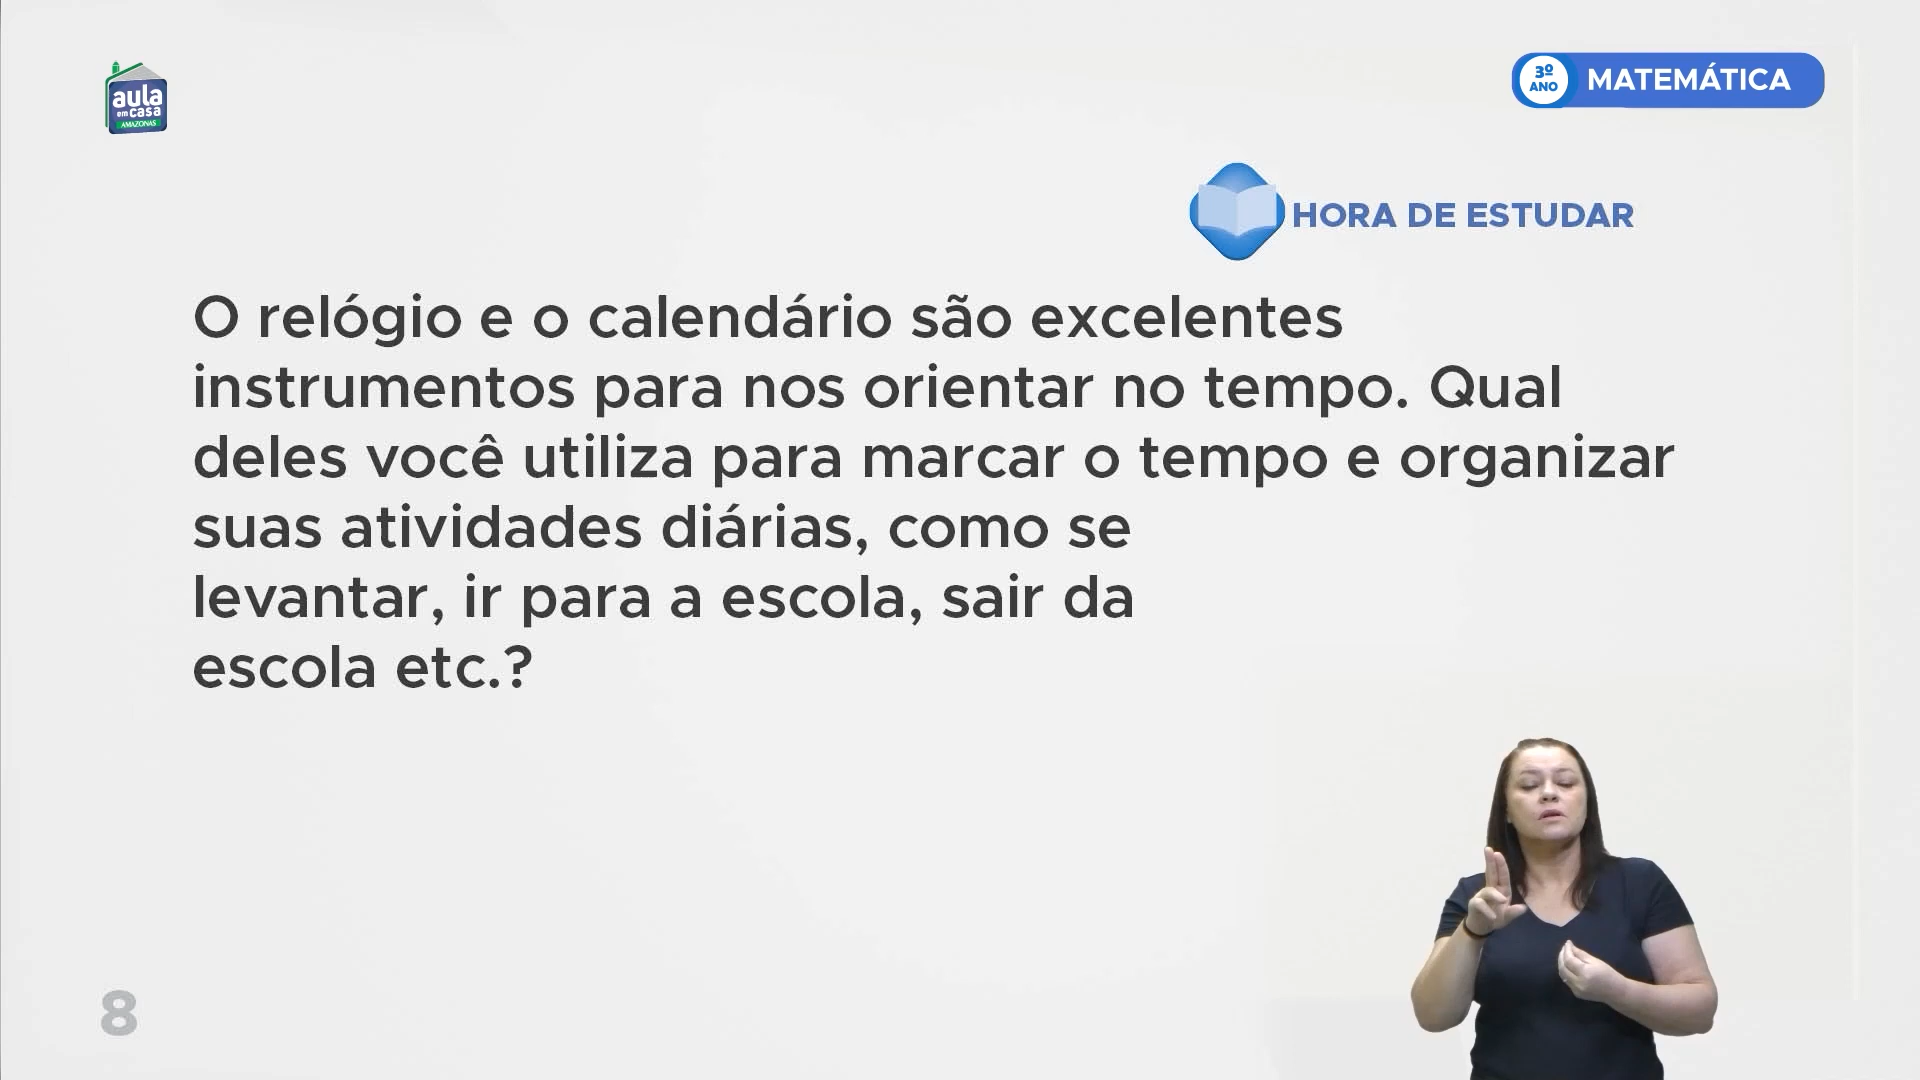 aula
em casa
AMAZONAS
3º
ANO
MATEMÁTICA
HORA DE ESTUDAR
O relógio e o calendário são excelentes
instrumentos para nos orientar no tempo. Qual
deles você utiliza para marcar o tempo e organizar
suas atividades diárias, como se
levantar, ir para a escola, sair da
escola etc.?
8